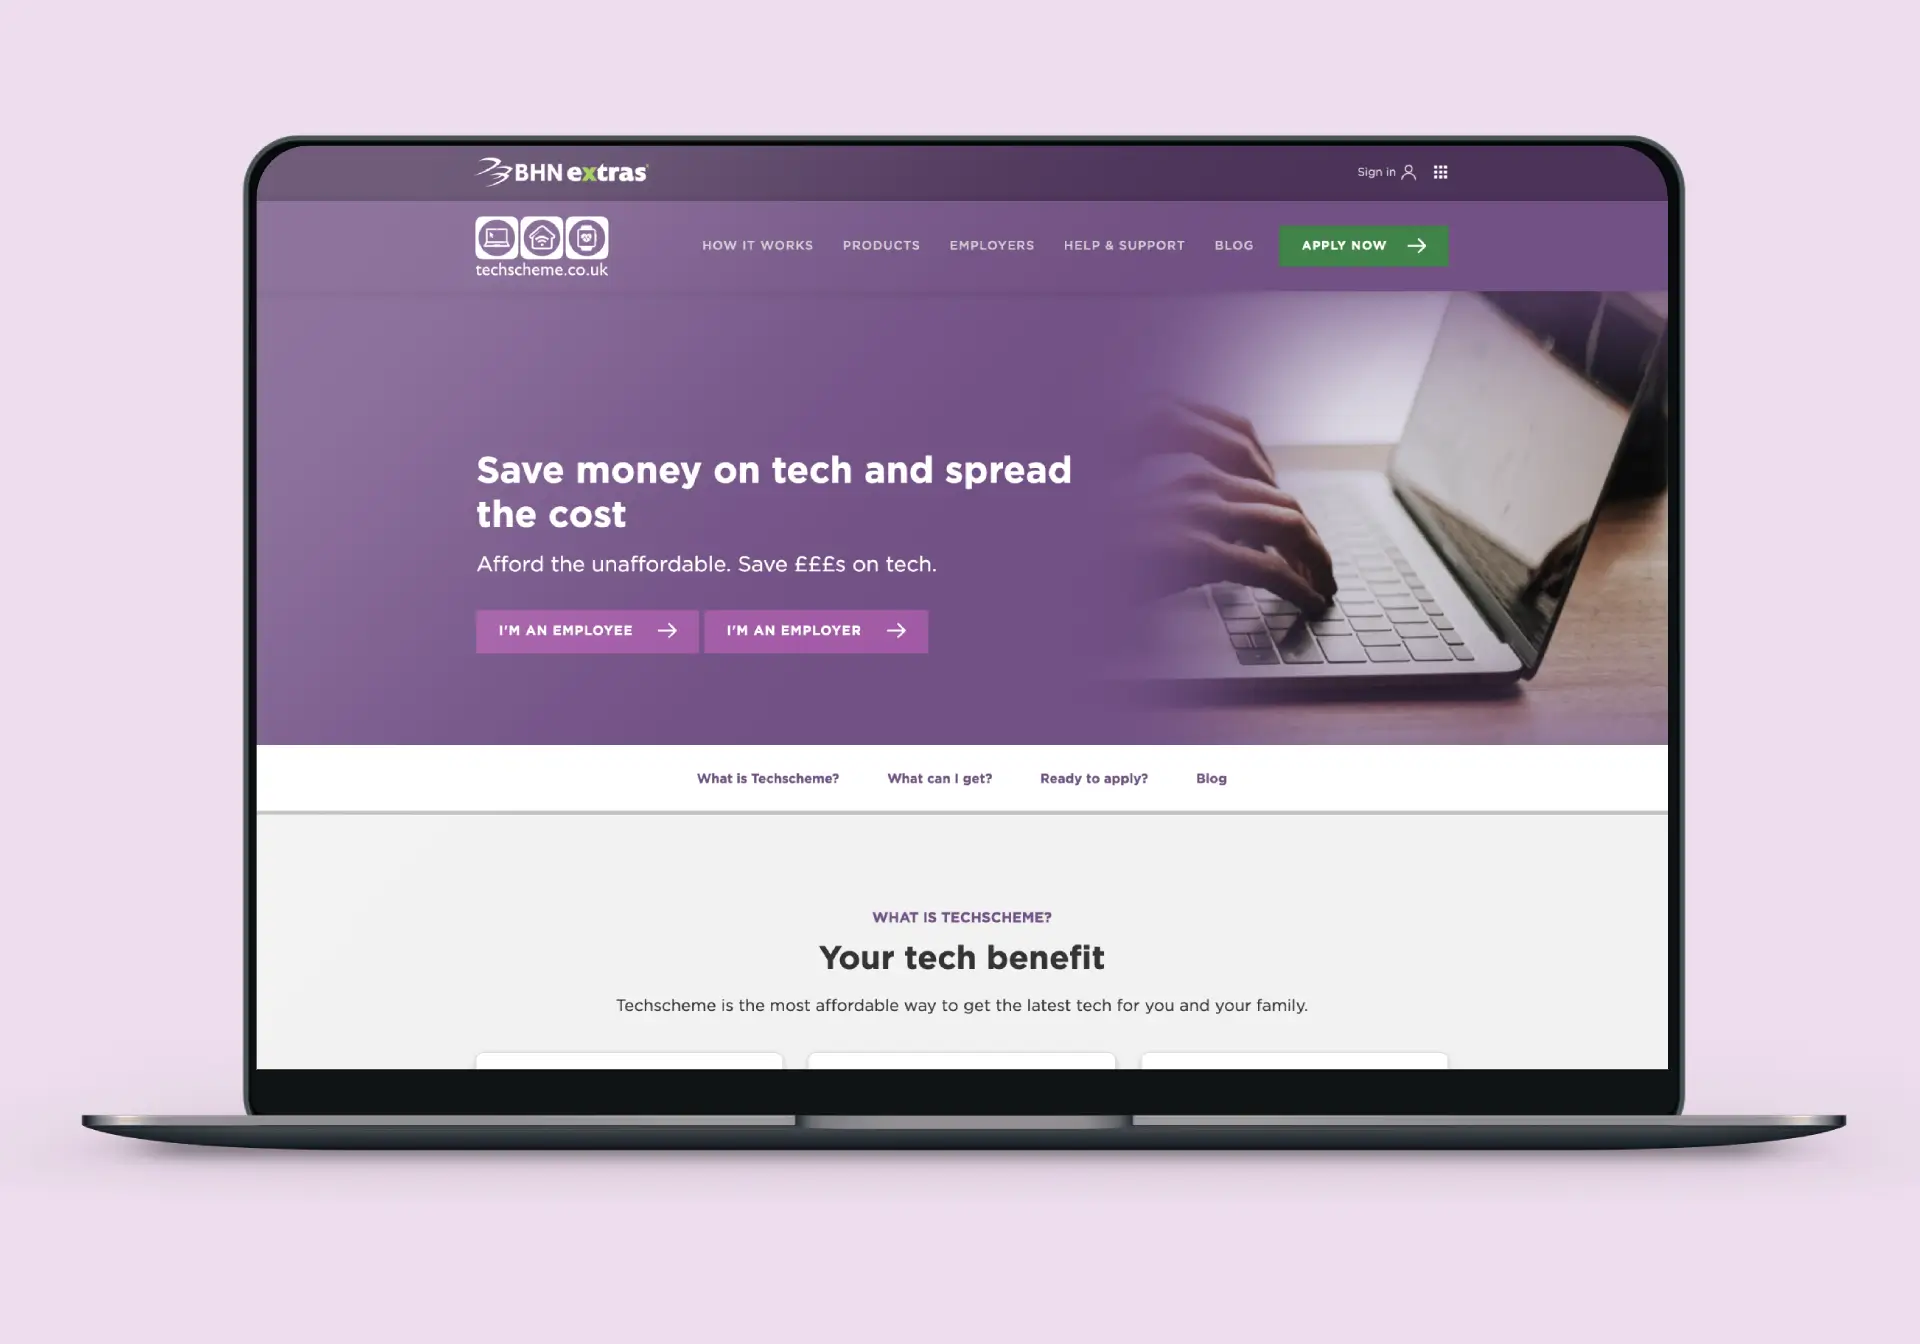 BHN extras
Sign in
techscheme.co.uk
HOW IT WORKS
PRODUCTS
EMPLOYERS
HELP & SUPPORT
BLOG
APPLY NOW
Save money on tech and spread
the cost
Afford the unaffordable. Save £££s on tech.
I'M AN EMPLOYEE
I'M AN EMPLOYER
What is Techscheme?
What can I get?
Ready to apply?
Blog
WHAT IS TECHSCHEME?
Your tech benefit
Techscheme is the most affordable way to get the latest tech for you and your family.